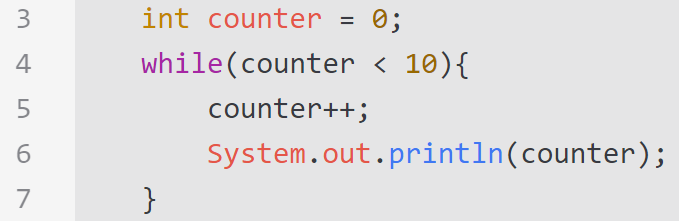 3 int counter = 0;
4 while(counter < 10){
5 counter++;
6 System.out.println(counter);
7 }